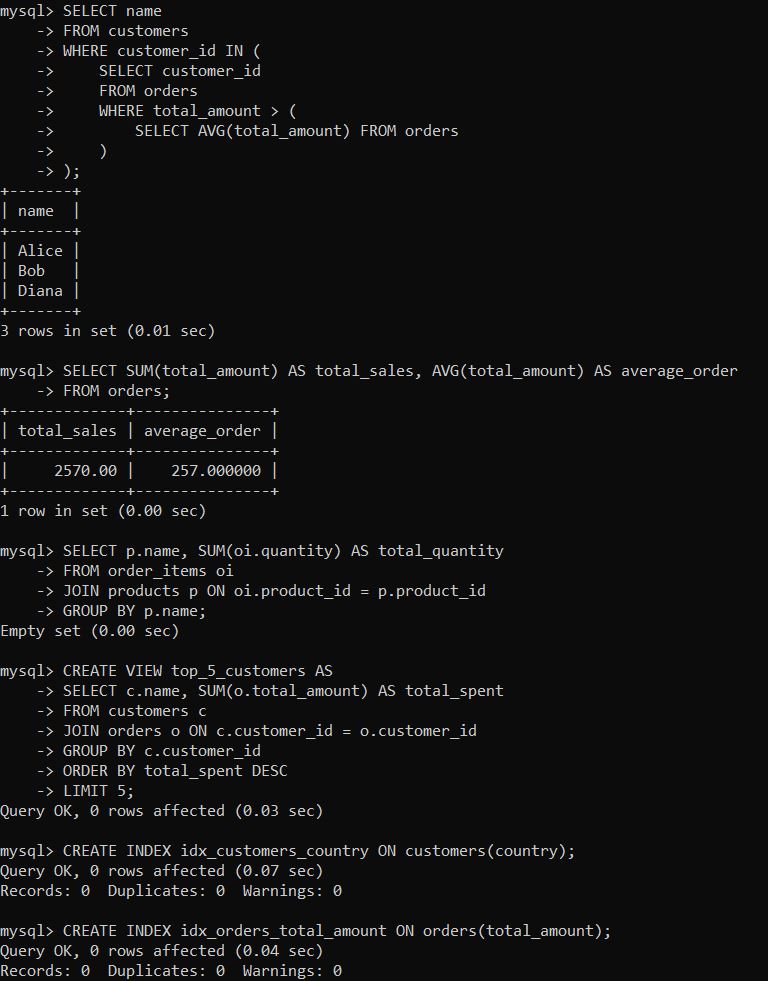 mysql> SELECT name
    -> FROM customers
    -> WHERE customer_id IN (
    ->     SELECT customer_id
    ->     FROM orders
    ->     WHERE total_amount > (
    ->         SELECT AVG(total_amount) FROM orders
    ->     )
    -> );
+-------+
| name  |
+-------+
| Alice |
| Bob   |
| Diana |
+-------+
3 rows in set (0.01 sec)

mysql> SELECT SUM(total_amount) AS total_sales, AVG(total_amount) AS average_order
    -> FROM orders;
+-------------+---------------+
| total_sales | average_order |
+-------------+---------------+
|     2570.00 |    257.000000 |
+-------------+---------------+
1 row in set (0.00 sec)

mysql> SELECT p.name, SUM(oi.quantity) AS total_quantity
    -> FROM order_items oi
    -> JOIN products p ON oi.product_id = p.product_id
    -> GROUP BY p.name;
Empty set (0.00 sec)

mysql> CREATE VIEW top_5_customers AS
    -> SELECT c.name, SUM(o.total_amount) AS total_spent
    -> FROM customers c
    -> JOIN orders o ON c.customer_id = o.customer_id
    -> GROUP BY c.customer_id
    -> ORDER BY total_spent DESC
    -> LIMIT 5;
Query OK, 0 rows affected (0.03 sec)

mysql> CREATE INDEX idx_customers_country ON customers(country);
Query OK, 0 rows affected (0.07 sec)
Records: 0  Duplicates: 0  Warnings: 0

mysql> CREATE INDEX idx_orders_total_amount ON orders(total_amount);
Query OK, 0 rows affected (0.04 sec)
Records: 0  Duplicates: 0  Warnings: 0